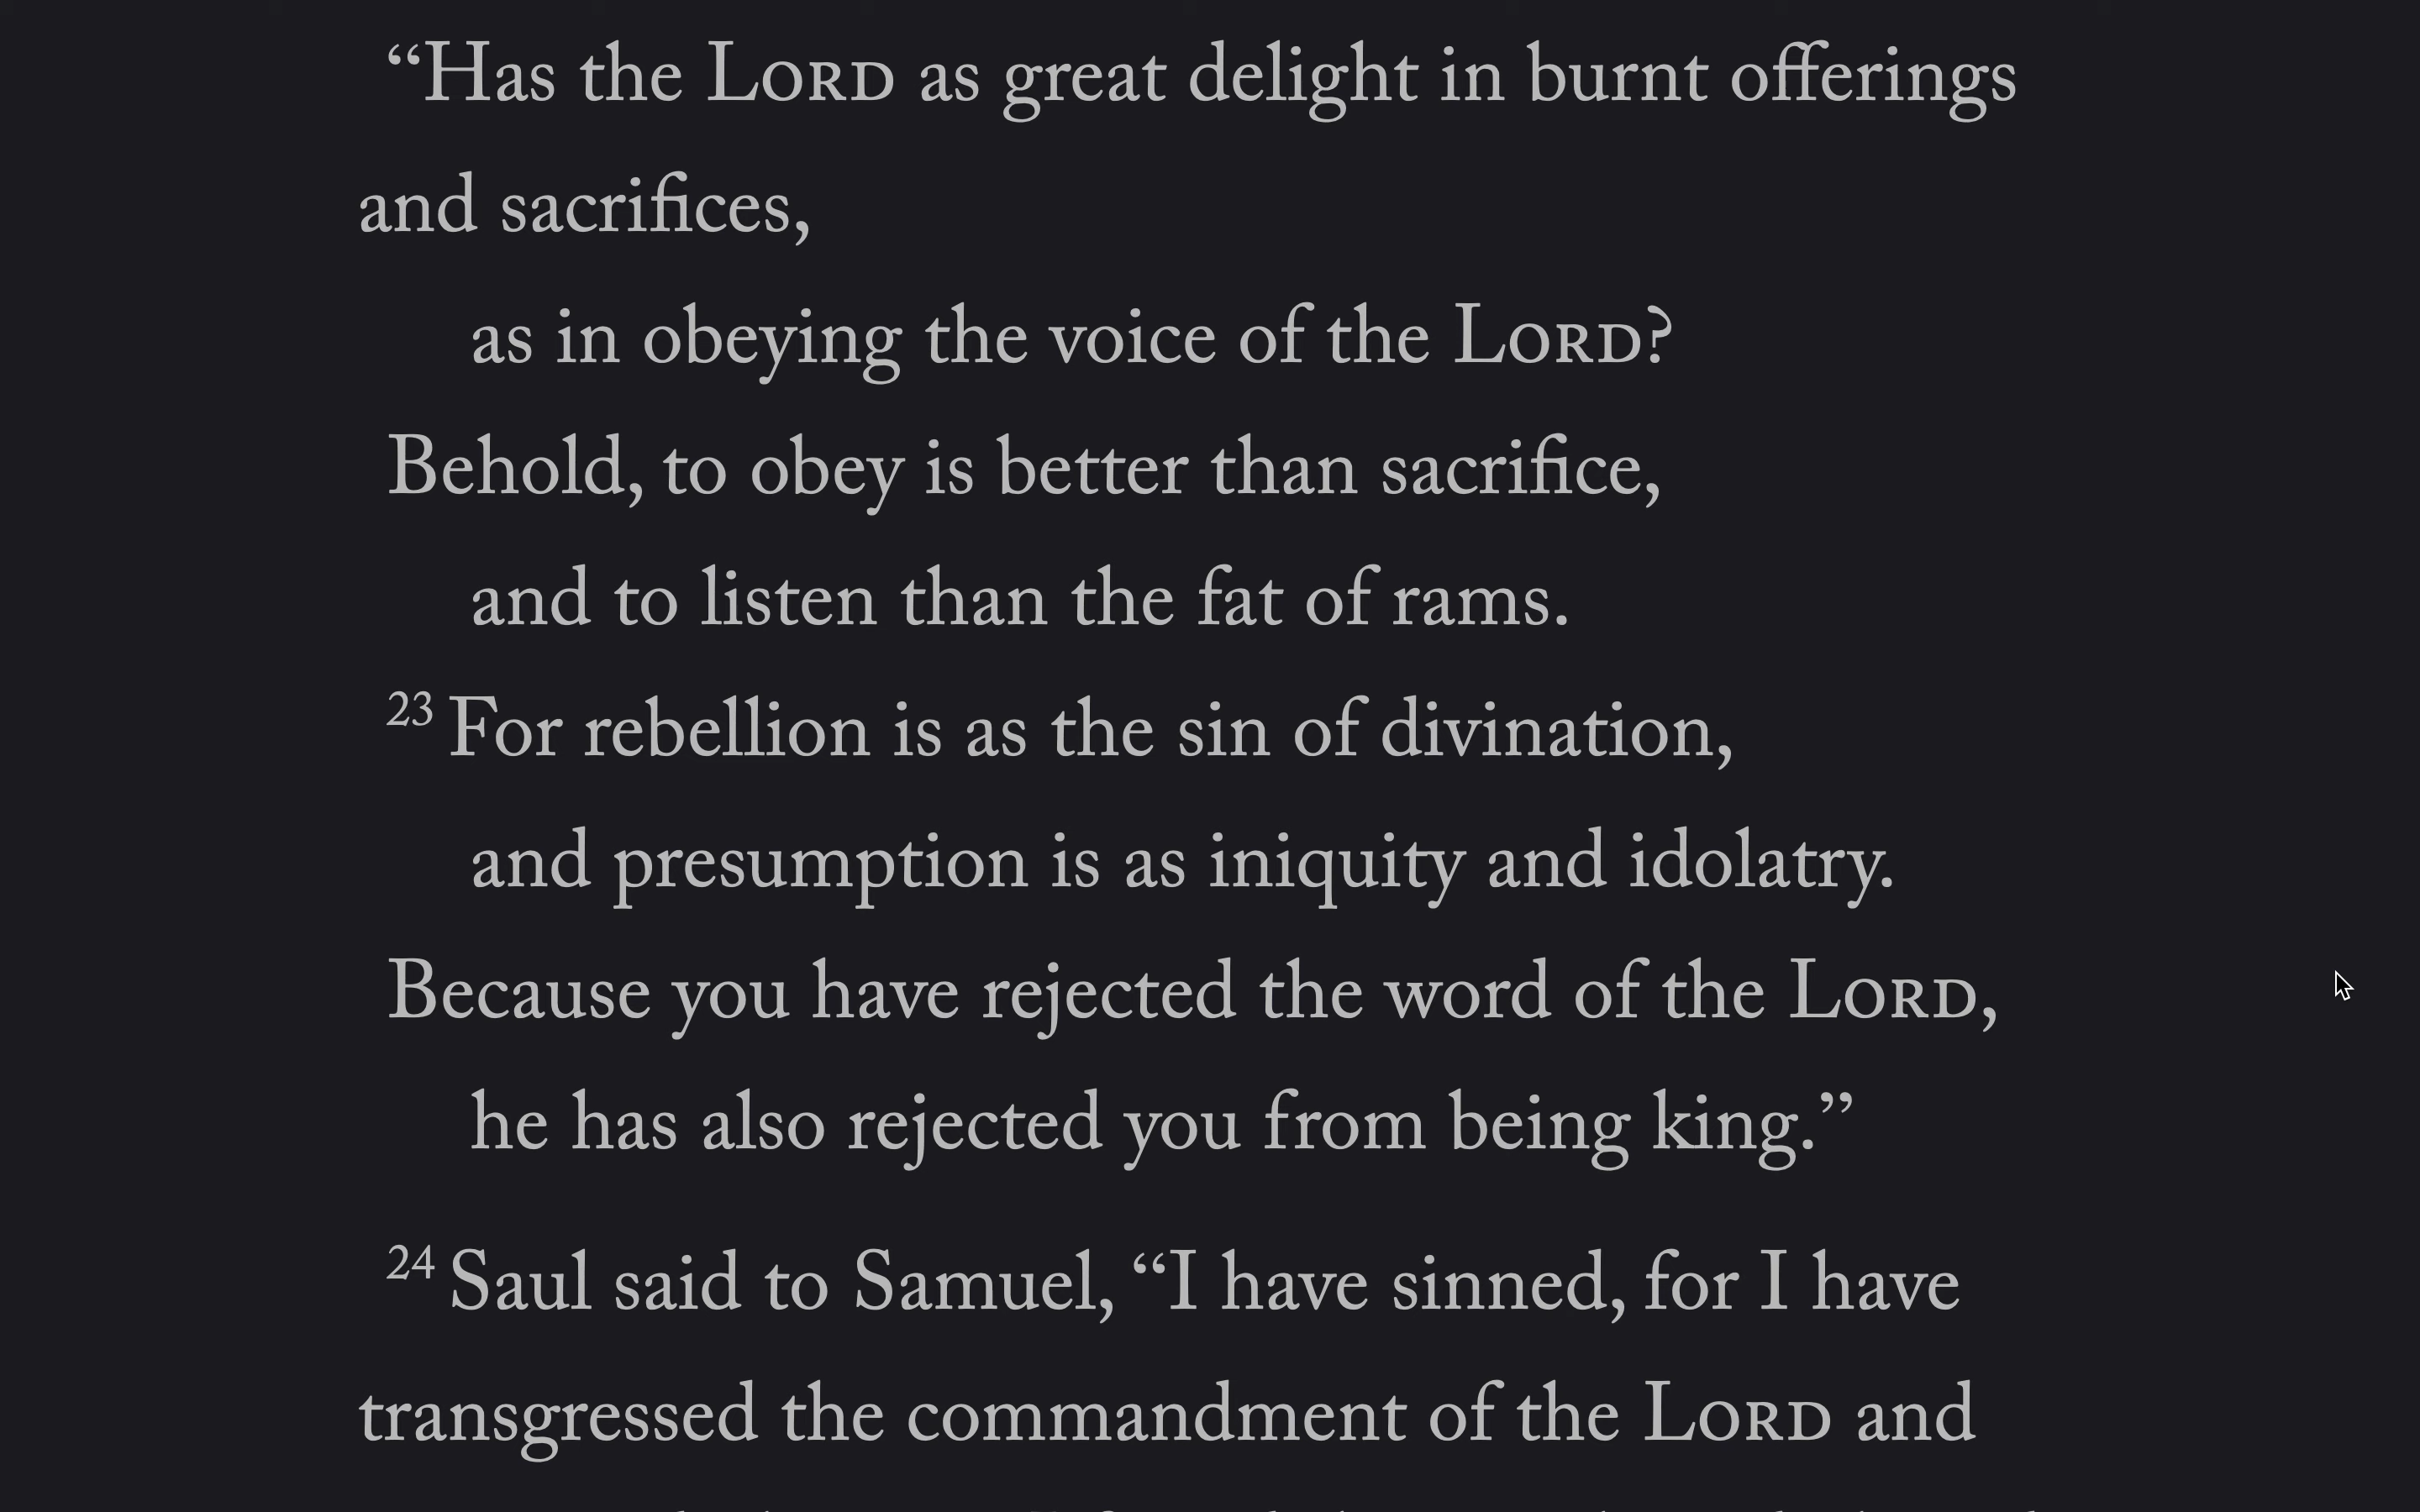 “Has the LORD as great delight in burnt offerings
and sacrifices,
as in obeying the voice of the LORD?
Behold, to obey is better than sacrifice,
and to listen than the fat of rams.
23 For rebellion is as the sin of divination,
and presumption is as iniquity and idolatry.
Because you have rejected the word of the LORD,
he has also rejected you from being king.”
24 Saul said to Samuel, “I have sinned, for I have
transgressed the commandment of the LORD and